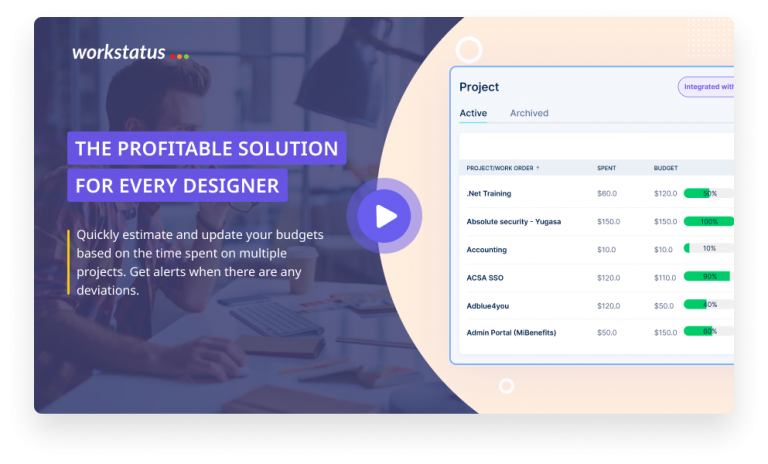 workstatus
THE PROFITABLE SOLUTION
FOR EVERY DESIGNER
Quickly estimate and update your budgets
based on the time spent on multiple
projects. Get alerts when there are any
deviations.
Project
Integrated with
Active Archived
PROJECT/WORK ORDER ↑ SPENT BUDGET
.Net Training $60.0 $120.0 50%
Absolute security - Yugasa $150.0 $150.0 100%
Accounting $10.0 $10.0 10%
ACSA SSO $120.0 $110.0 90%
Adblue4you $120.0 $50.0 40%
Admin Portal (MiBenefits) $50.0 $150.0 60%